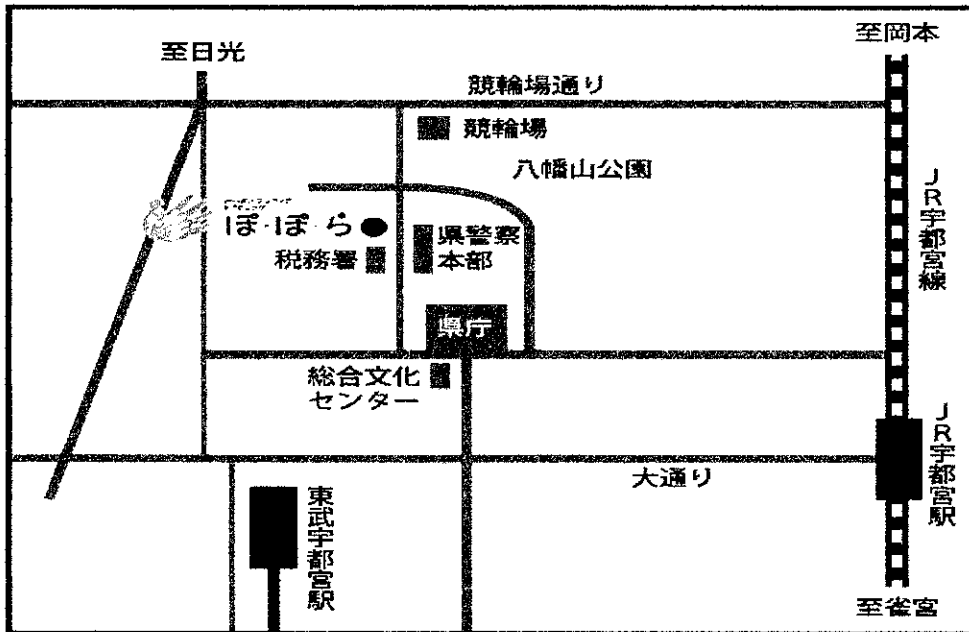 至岡本
至日光
競輪場通り
競輪場
八幡山公園
JR宇都宮線
ぽ・ぽ・ら
県警察
本部
税務署
県庁
総合文化
センター
JR宇都宮駅
大通り
東武宇都宮駅
至雀宮